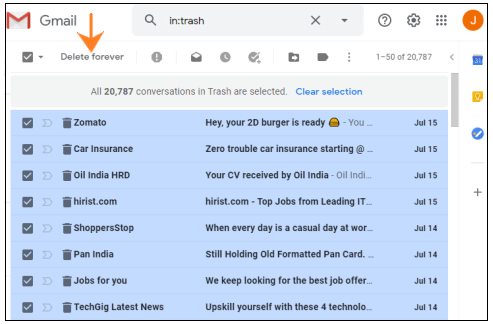 Gmail in:trash J
Delete forever 1–50 of 20,787
All 20,787 conversations in Trash are selected. Clear selection
Zomato Hey, your 2D burger is ready 🍔 - You ... Jul 15
Car Insurance Zero trouble car insurance starting @ ... Jul 15
Oil India HRD Your CV received by Oil India - Oil Indi... Jul 15
hirist.com hirist.com - Top Jobs from Leading IT... Jul 15
ShoppersStop When every day is a casual day at wor... Jul 14
Pan India Still Holding Old Formatted Pan Card. ... Jul 14
Jobs for you We keep looking for the best job offer... Jul 14
TechGig Latest News Upskill yourself with these 4 technolo... Jul 14